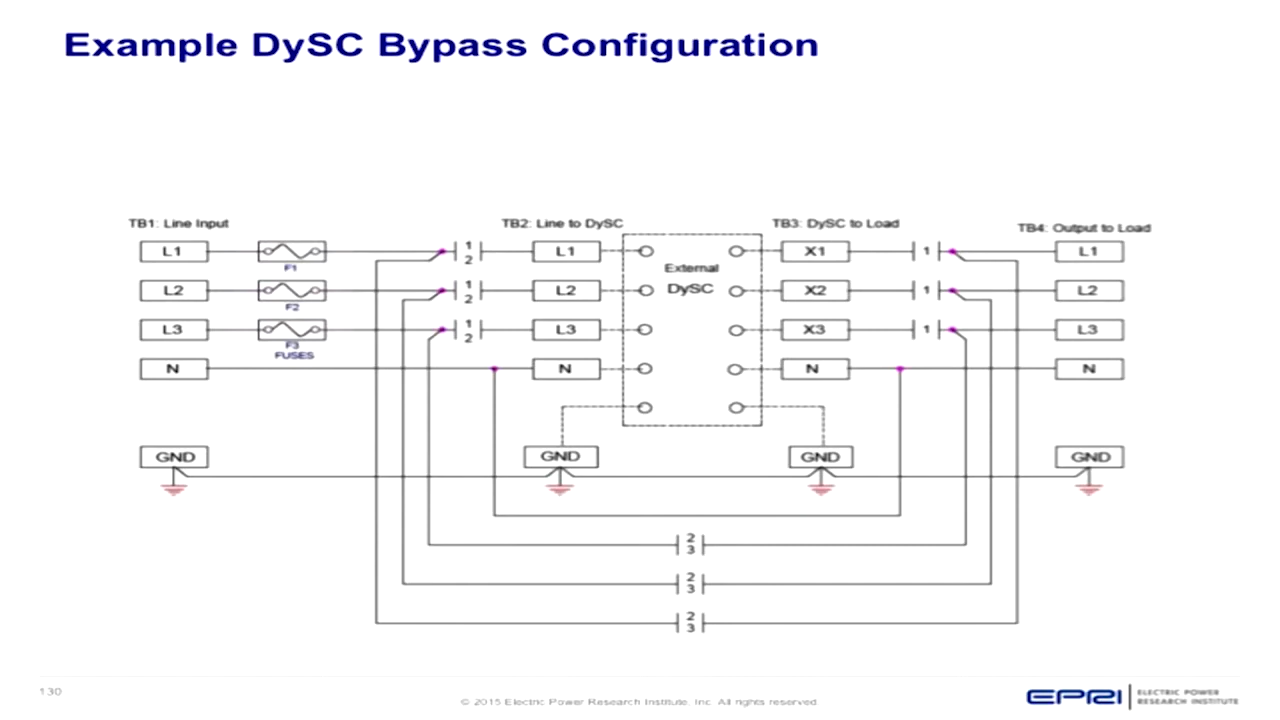 Example DySC Bypass Configuration
TB1: Line Input
TB2: Line to DySC
TB3: DySC to Load
TB4: Output to Load
L1
F1
1
2
L1
External
X1
1
L1
L2
F2
1
2
L2
DySC
X2
1
L2
L3
F3
FUSES
1
2
L3
X3
1
L3
N
N
N
N
GND
GND
GND
GND
2
3
2
3
2
3
130
© 2015 Electric Power Research Institute, Inc. All rights reserved.
EPRI
ELECTRIC POWER
RESEARCH INSTITUTE